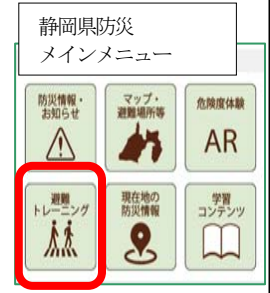 静岡県防災
メインメニュー
防災情報・
お知らせ
マップ・
避難場所等
危険度体験
AR
避難
トレーニング
現在地の
防災情報
学習
コンテンツ